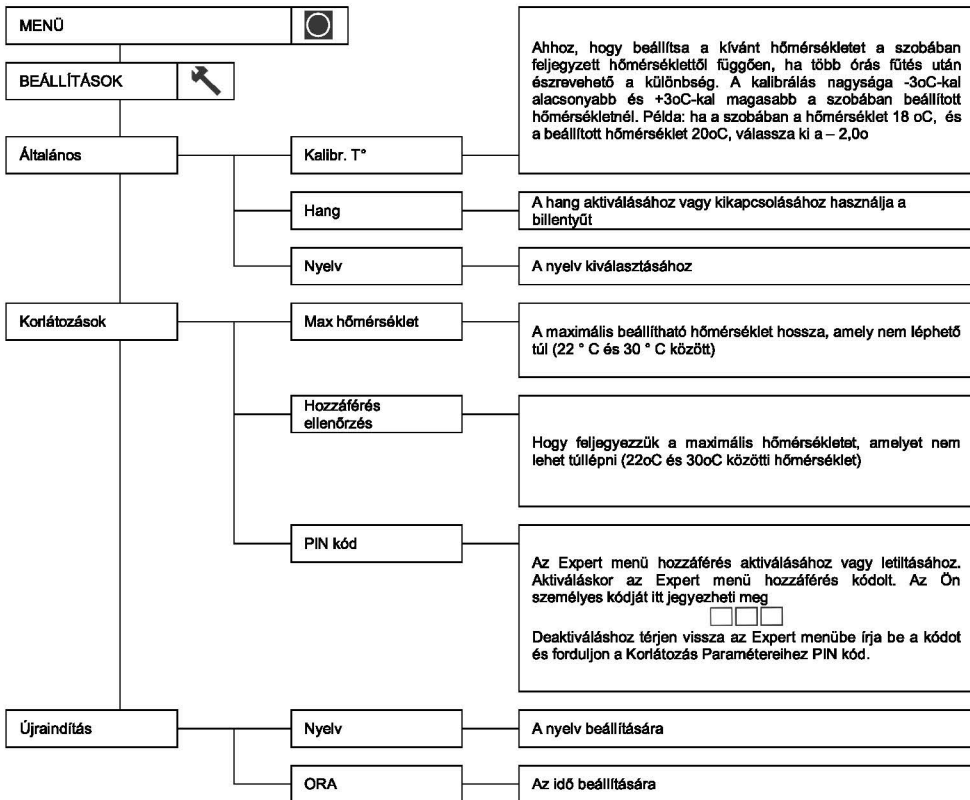 MENÜ
BEÁLLÍTÁSOK
Ahhoz, hogy beállítsa a kívánt hőmérsékletet a szobában
feljegyzett hőmérséklettől függően, ha több órás fűtés után
észrevehető a különbség. A kalibrálás nagysága -3oC-kal
alacsonyabb és +3oC-kal magasabb a szobában beállított
hőmérsékletnél. Példa: ha a szobában a hőmérséklet 18 oC, és
a beállított hőmérséklet 20oC, válassza ki a – 2,0o
Általános
Kalibr. T°
Hang
A hang aktiválásához vagy kikapcsolásához használja a
billentyűt
Nyelv
A nyelv kiválasztásához
Korlátozások
Max hőmérséklet
A maximális beállítható hőmérséklet hossza, amely nem léphető
túl (22 ° C és 30 ° C között)
Hozzáférés
ellenőrzés
Hogy feljegyezzük a maximális hőmérsékletet, amelyet nem
lehet túllépni (22oC és 30oC közötti hőmérséklet)
PIN kód
Az Expert menü hozzáférés aktiválásához vagy letiltásához.
Aktiváláskor az Expert menü hozzáférés kódolt. Az Ön
személyes kódját itt jegyezheti meg
Deaktiváláshoz térjen vissza az Expert menübe írja be a kódot
és forduljon a Korlátozás Paramétereihez PIN kód.
Újraindítás
Nyelv
A nyelv beállítására
ORA
Az idő beállítására